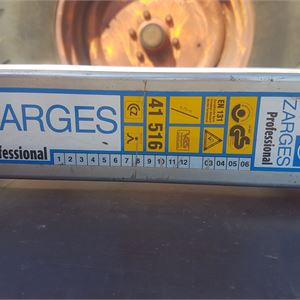 ZARGES
Professional
41 516
EN 131
GS
1 2 3 4 5 6 7 8 9 10 11 12 03 04 05 06
ZARGES
Professional